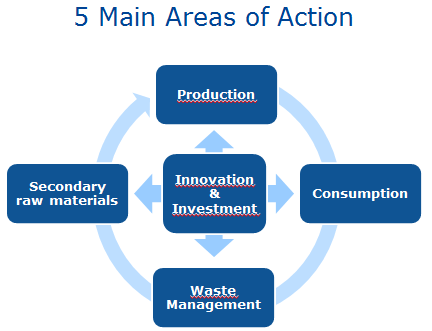 5 Main Areas of Action
Production
Secondary
raw materials
Innovation
&
Investment
Consumption
Waste
Management